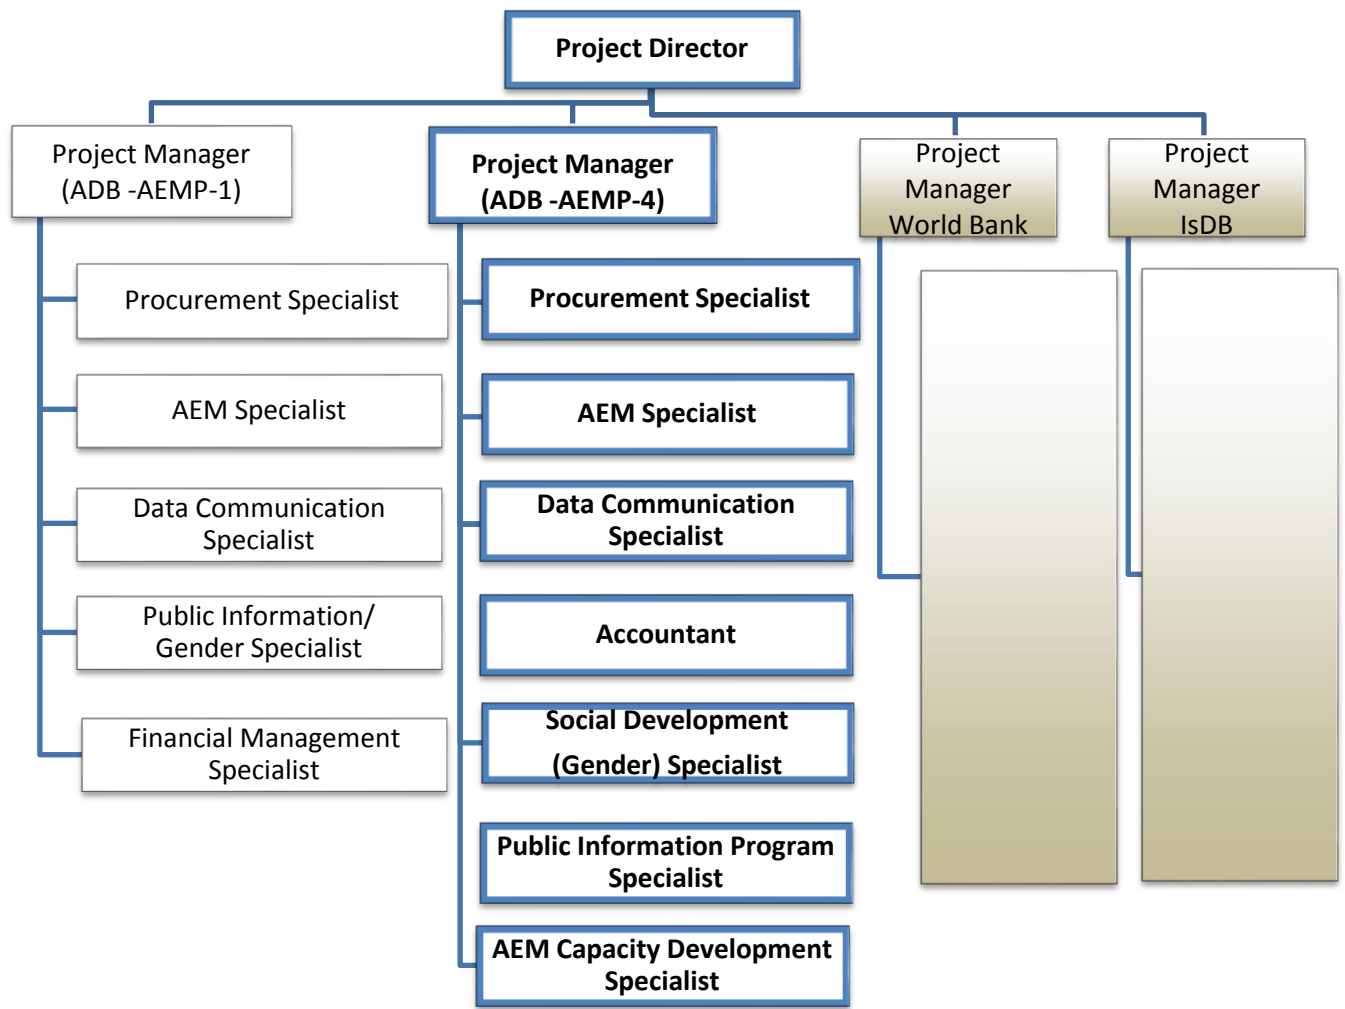 Project Director
Project Manager
(ADB -AEMP-1)
Project Manager
(ADB -AEMP-4)
Project
Manager
World Bank
Project
Manager
IsDB
Procurement Specialist
AEM Specialist
Data Communication
Specialist
Public Information/
Gender Specialist
Financial Management
Specialist
Procurement Specialist
AEM Specialist
Data Communication
Specialist
Accountant
Social Development
(Gender) Specialist
Public Information Program
Specialist
AEM Capacity Development
Specialist